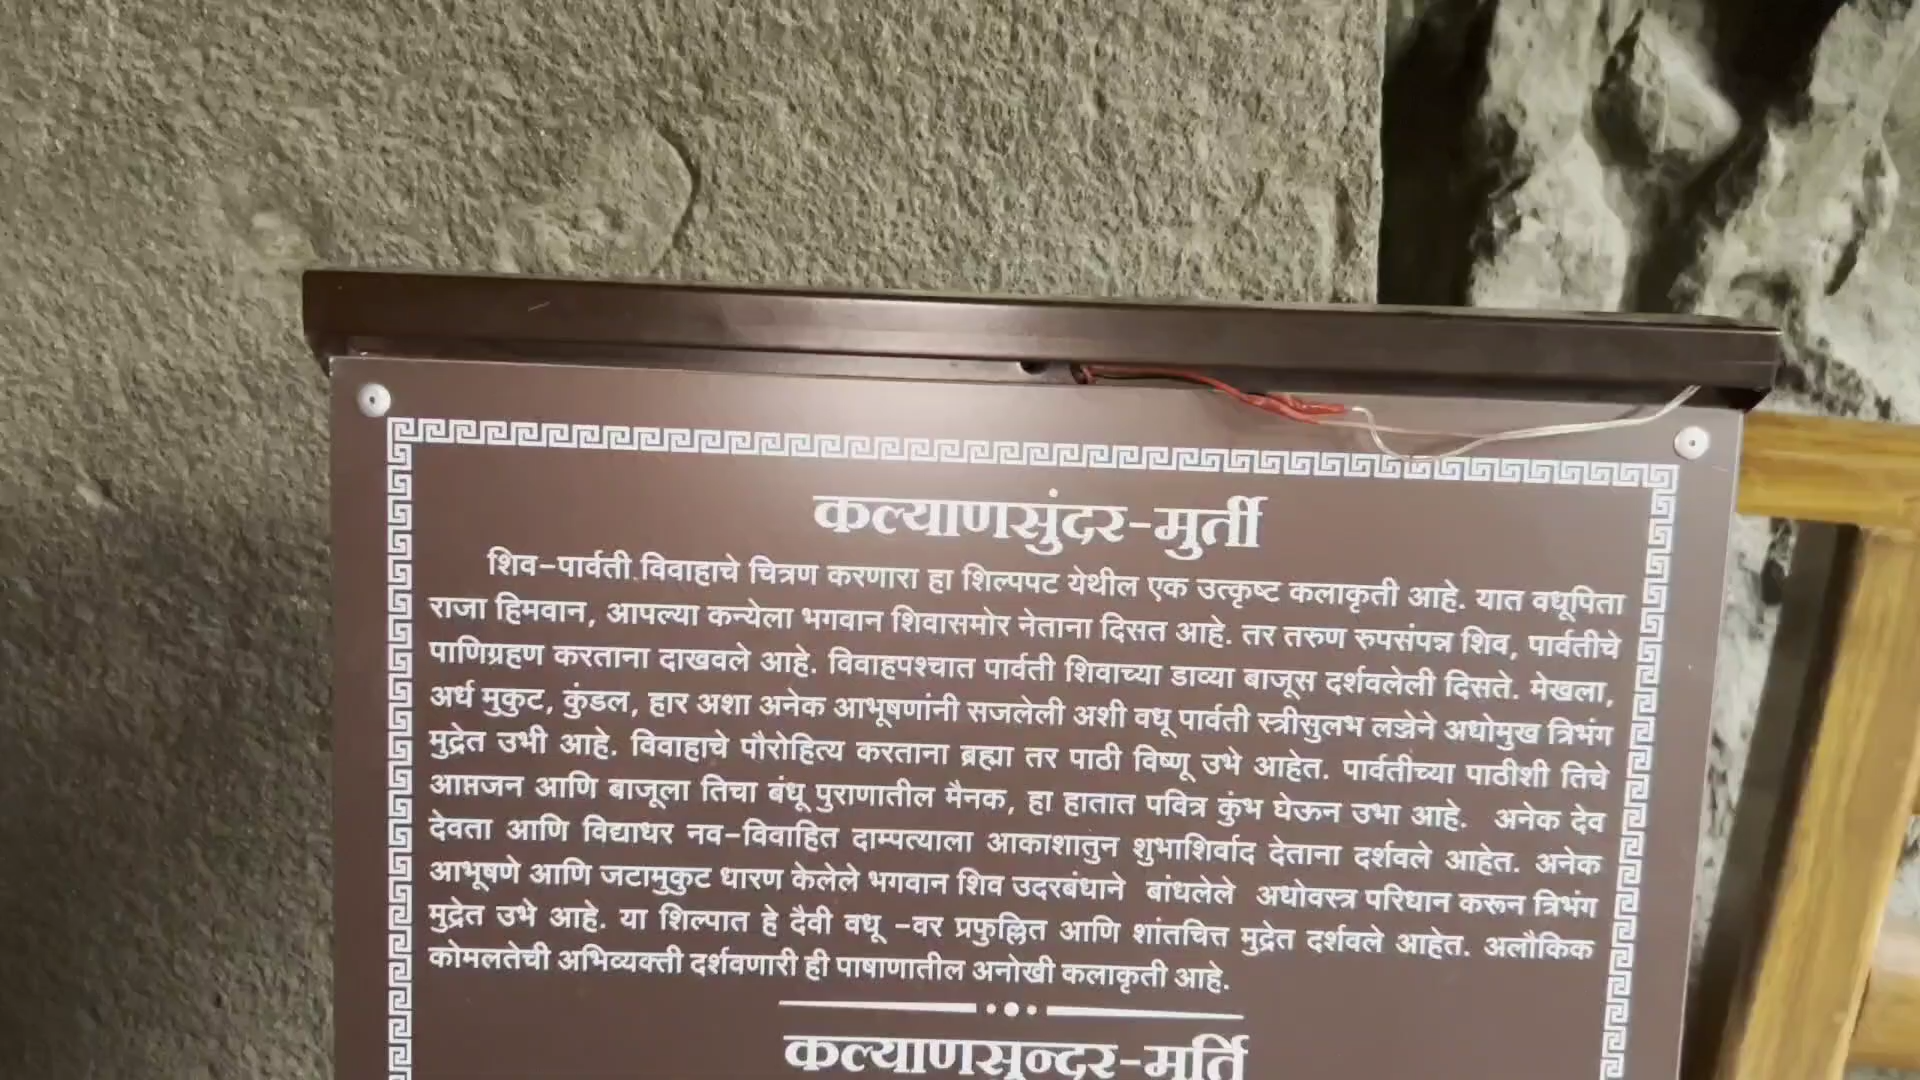 कल्याणसुंदर-मुर्ती
शिव-पार्वती विवाहाचे चित्रण करणारा हा शिल्पपट येथील एक उत्कृष्ट कलाकृती आहे. यात वधूपिता
राजा हिमवान, आपल्या कन्येला भगवान शिवासमोर नेताना दिसत आहे. तर तरुण रुपसंपन्न शिव, पार्वतीचे
पाणिग्रहण करताना दाखवले आहे. विवाहपश्चात पार्वती शिवाच्या डाव्या बाजूस दर्शवलेली दिसते. मेखला,
अर्ध मुकुट, कुंडल, हार अशा अनेक आभूषणांनी सजलेली अशी वधू पार्वती स्त्रीसुलभ लज्जेने अधोमुख त्रिभंग
मुद्रेत उभी आहे. विवाहाचे पौरोहित्य करताना ब्रह्मा तर पाठी विष्णू उभे आहेत. पार्वतीच्या पाठीशी तिचे
आप्तजन आणि बाजूला तिचा बंधू पुराणातील मैनक, हा हातात पवित्र कुंभ घेऊन उभा आहे. अनेक देव
देवता आणि विद्याधर नव-विवाहित दाम्पत्याला आकाशातुन शुभाशिर्वाद देताना दर्शवले आहेत. अनेक
आभूषणे आणि जटामुकुट धारण केलेले भगवान शिव उदरबंधाने बांधलेले अधोवस्त्र परिधान करून त्रिभंग
मुद्रेत उभे आहे. या शिल्पात हे दैवी वधू -वर प्रफुल्लित आणि शांतचित्त मुद्रेत दर्शवले आहेत. अलौकिक
कोमलतेची अभिव्यक्ती दर्शवणारी ही पाषाणातील अनोखी कलाकृती आहे.
कल्याणसुन्दर-मुर्ति